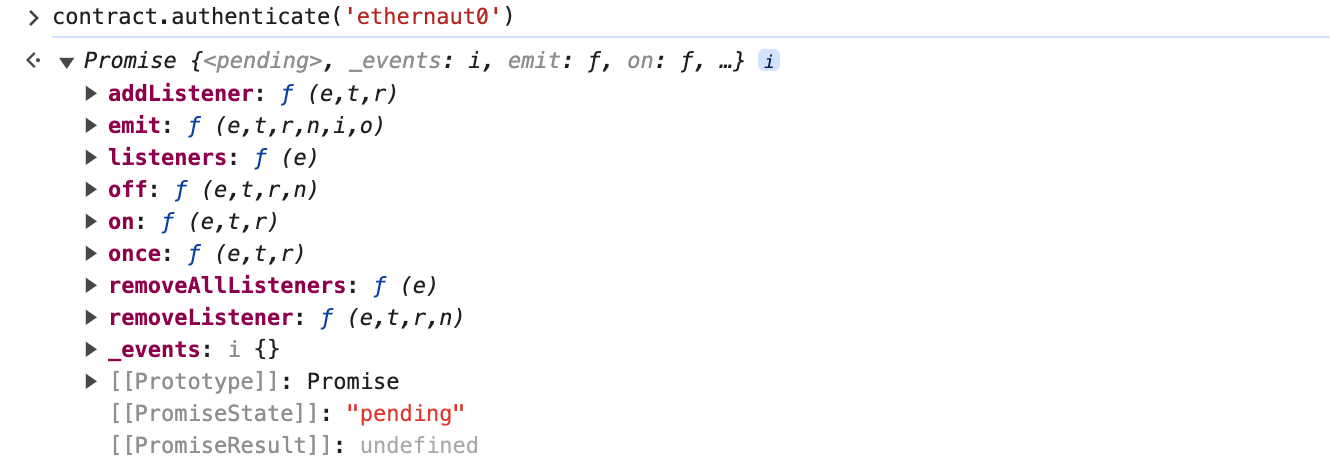 > contract.authenticate('ethernaut0')
<· ▼ Promise {<pending>, _events: i, emit: ƒ, on: ƒ, …} i
▶ addListener: ƒ (e,t,r)
▶ emit: ƒ (e,t,r,n,i,o)
▶ listeners: ƒ (e)
▶ off: ƒ (e,t,r,n)
▶ on: ƒ (e,t,r)
▶ once: ƒ (e,t,r)
▶ removeAllListeners: ƒ (e)
▶ removeListener: ƒ (e,t,r,n)
▶ _events: i {}
▶ [[Prototype]]: Promise
[[PromiseState]]: "pending"
[[PromiseResult]]: undefined